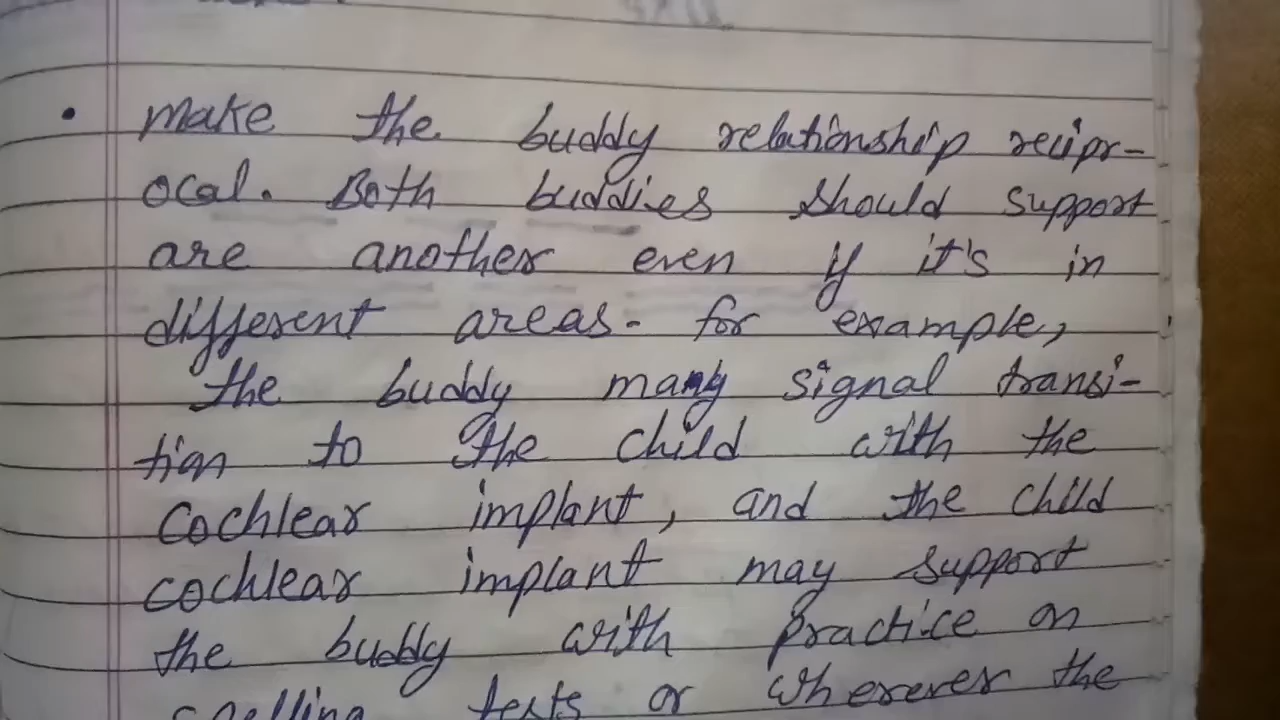 • make the buddy relationship recipr-
ocal. Both buddies should support
are another even if it's in
different areas. for example,
the buddy many signal transi-
tion to the child with the
cochlear implant, and the child
cochlear implant may support
the buddy with practice on
spelling tests or wherever the